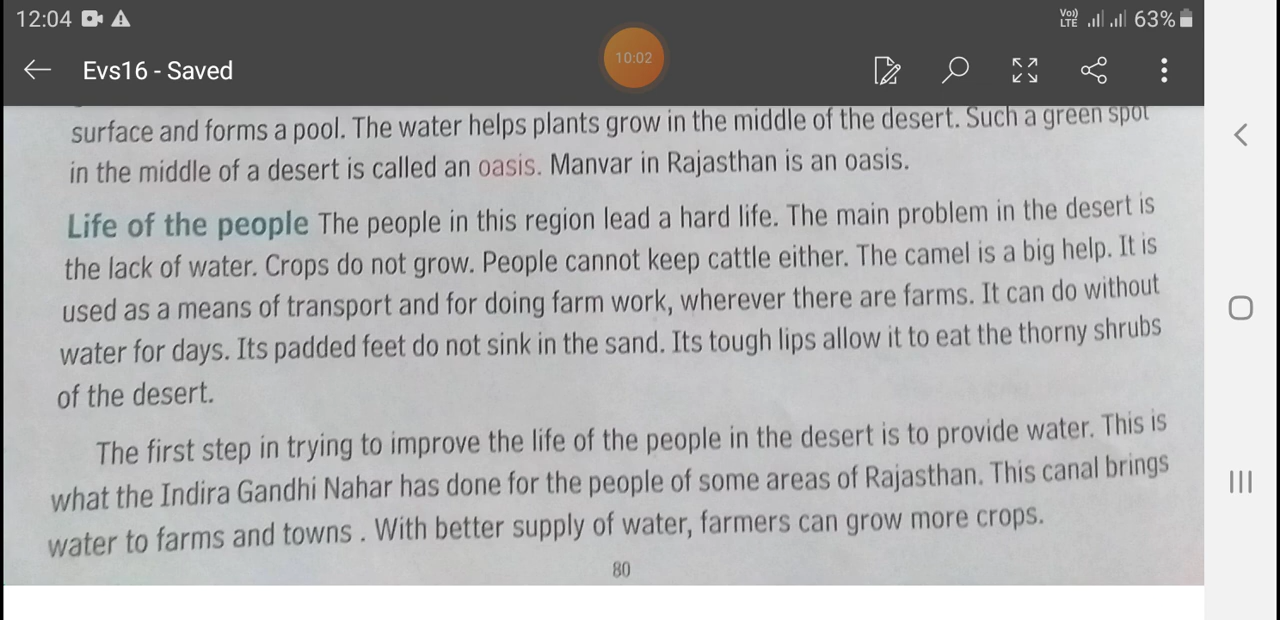 12:04
Vo))
LTE
63%
Evs16 - Saved
10:02
surface and forms a pool. The water helps plants grow in the middle of the desert. Such a green spot
in the middle of a desert is called an oasis. Manvar in Rajasthan is an oasis.
Life of the people The people in this region lead a hard life. The main problem in the desert is
the lack of water. Crops do not grow. People cannot keep cattle either. The camel is a big help. It is
used as a means of transport and for doing farm work, wherever there are farms. It can do without
water for days. Its padded feet do not sink in the sand. Its tough lips allow it to eat the thorny shrubs
of the desert.
The first step in trying to improve the life of the people in the desert is to provide water. This is
what the Indira Gandhi Nahar has done for the people of some areas of Rajasthan. This canal brings
water to farms and towns . With better supply of water, farmers can grow more crops.
80